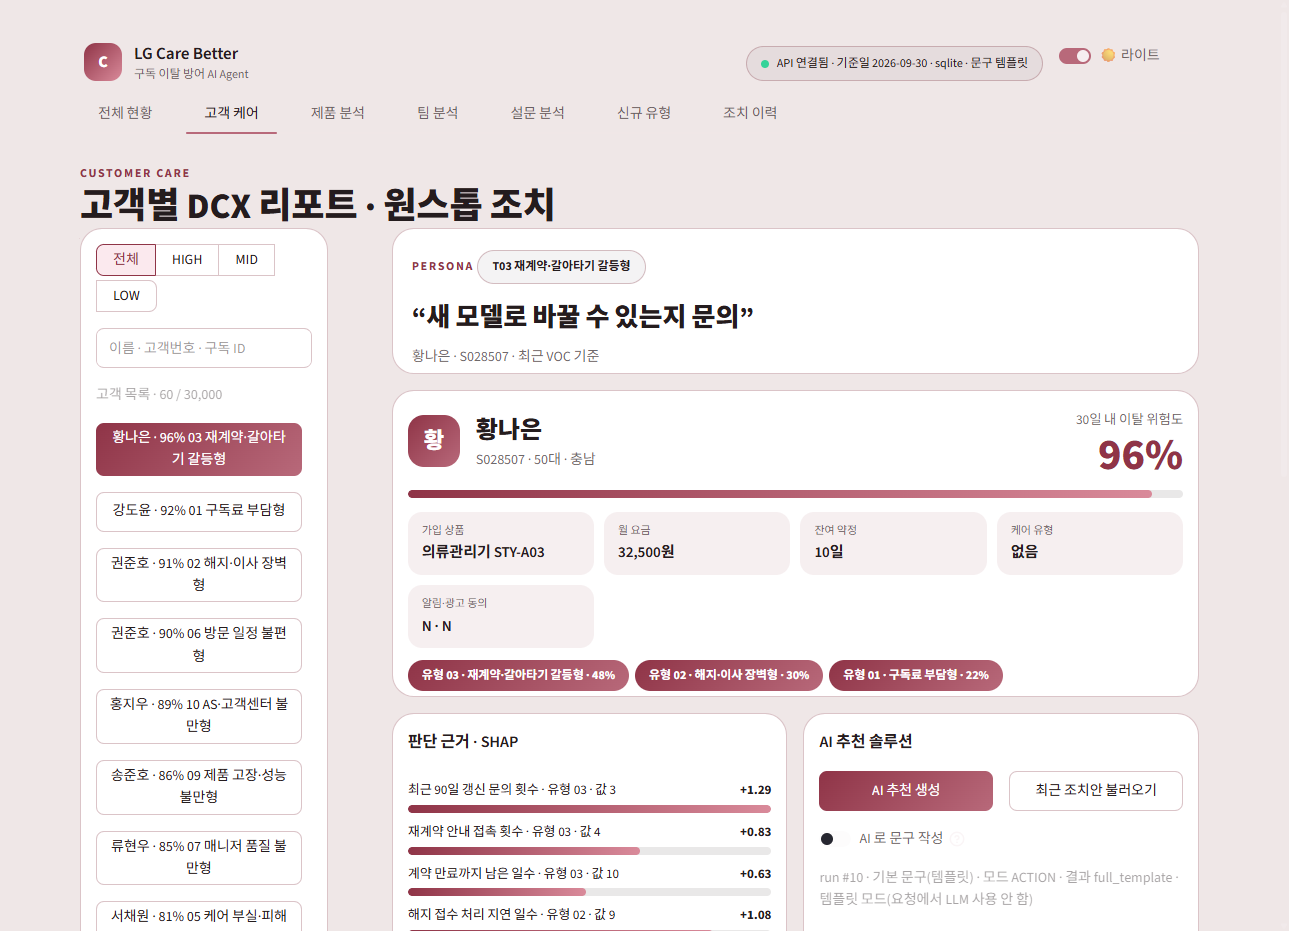 C
LG Care Better
구독 이탈 방어 AI Agent
API 연결됨 · 기준일 2026-09-30 · sqlite · 문구 템플릿
라이트
전체 현황
고객 케어
제품 분석
팀 분석
설문 분석
신규 유형
조치 이력
CUSTOMER CARE
고객별 DCX 리포트 · 원스톱 조치
전체
HIGH
MID
LOW
이름 · 고객번호 · 구독 ID
고객 목록 · 60 / 30,000
황나은 · 96% 03 재계약·갈아타
기 갈등형
강도윤 · 92% 01 구독료 부담형
권준호 · 91% 02 해지·이사 장벽
형
권준호 · 90% 06 방문 일정 불편
형
홍지우 · 89% 10 AS·고객센터 불
만형
송준호 · 86% 09 제품 고장·성능
불만형
류현우 · 85% 07 매니저 품질 불
만형
서채원 · 81% 05 케어 부실·피해
PERSONA
T03 재계약·갈아타기 갈등형
“새 모델로 바꿀 수 있는지 문의”
황나은 · S028507 · 최근 VOC 기준
황
황나은
S028507 · 50대 · 충남
30일 내 이탈 위험도
96%
가입 상품
의류관리기 STY-A03
월 요금
32,500원
잔여 약정
10일
케어 유형
없음
알림·광고 동의
N · N
유형 03 · 재계약·갈아타기 갈등형 · 48%
유형 02 · 해지·이사 장벽형 · 30%
유형 01 · 구독료 부담형 · 22%
판단 근거 · SHAP
최근 90일 갱신 문의 횟수 · 유형 03 · 값 3
+1.29
재계약 안내 접촉 횟수 · 유형 03 · 값 4
+0.83
계약 만료까지 남은 일수 · 유형 03 · 값 10
+0.63
해지 접수 처리 지연 일수 · 유형 02 · 값 9
+1.08
AI 추천 솔루션
AI 추천 생성
최근 조치안 불러오기
AI 로 문구 작성
?
run #10 · 기본 문구(템플릿) · 모드 ACTION · 결과 full_template ·
템플릿 모드(요청에서 LLM 사용 안 함)